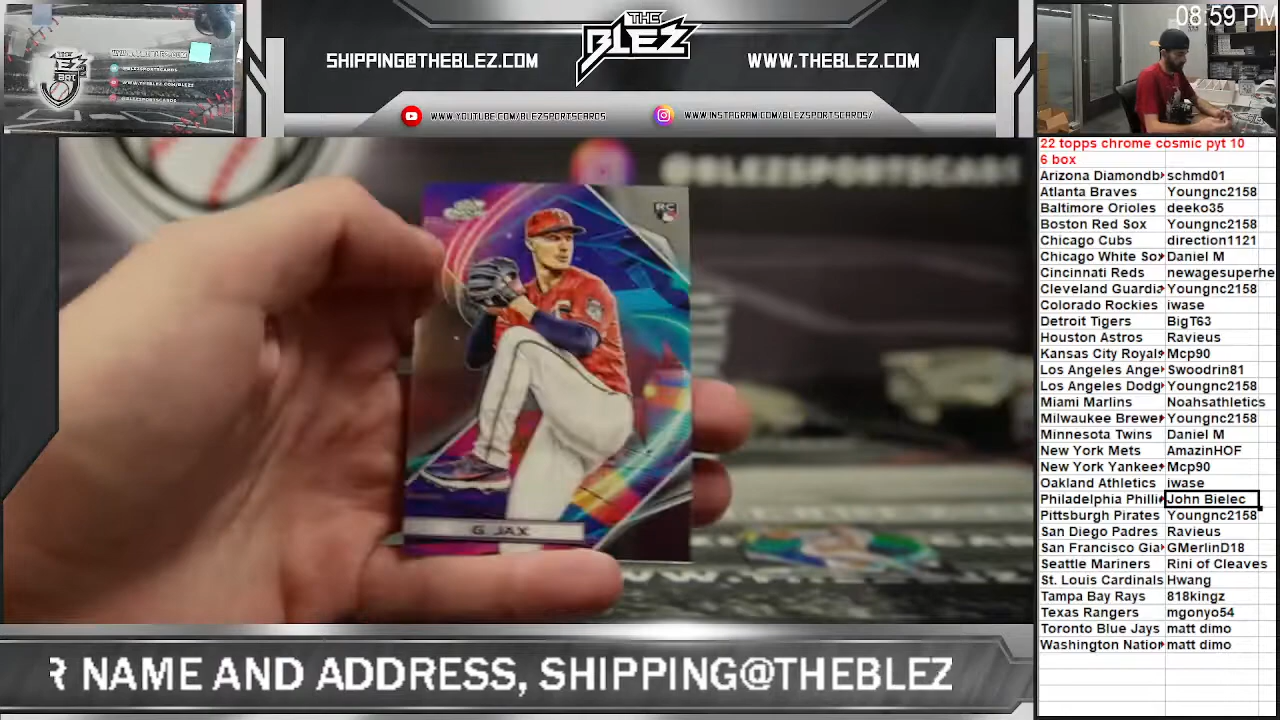 THE
BLEZ
SHIPPING@THEBLEZ.COM
WWW.THEBLEZ.COM
WWW.YOUTUBE.COM/BLEZSPORTSCARDS
WWW.INSTAGRAM.COM/BLEZSPORTSCARDS/
08:59 PM
@BLEZSPORTSCARDS
RC
G JAX
22 topps chrome cosmic pyt 10
6 box
Arizona Diamondb schmd01
Atlanta Braves Youngnc2158
Baltimore Orioles deeko35
Boston Red Sox Youngnc2158
Chicago Cubs direction1121
Chicago White Sox Daniel M
Cincinnati Reds newagesuperhe
Cleveland Guardia Youngnc2158
Colorado Rockies iwase
Detroit Tigers BigT63
Houston Astros Ravieus
Kansas City Royals Mcp90
Los Angeles Ange Swoodrin81
Los Angeles Dodg Youngnc2158
Miami Marlins Noahsathletics
Milwaukee Brewe Youngnc2158
Minnesota Twins Daniel M
New York Mets AmazinHOF
New York Yankee Mcp90
Oakland Athletics iwase
Philadelphia Philli John Bielec
Pittsburgh Pirates Youngnc2158
San Diego Padres Ravieus
San Francisco Gia GMerlinD18
Seattle Mariners Rini of Cleaves
St. Louis Cardinals Hwang
Tampa Bay Rays 818kingz
Texas Rangers mgonyo54
Toronto Blue Jays matt dimo
Washington Nation matt dimo
R NAME AND ADDRESS, SHIPPING@THEBLEZ